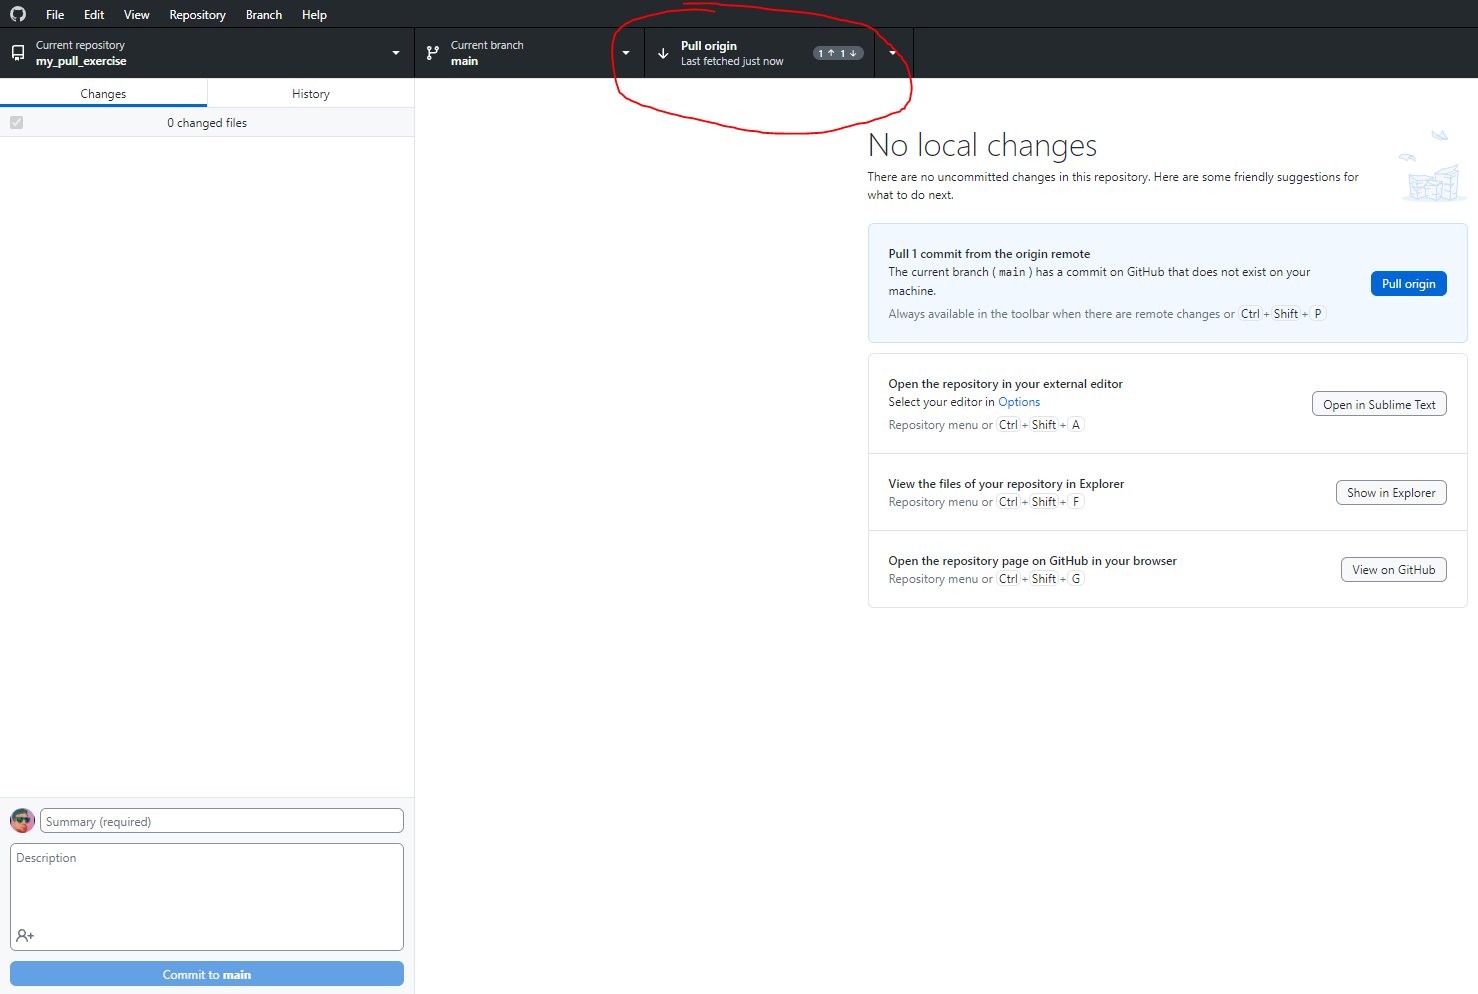 File Edit View Repository Branch Help
Current repository
my_pull_exercise
Current branch
main
Pull origin
Last fetched just now
1 ↑ 1 ↓
Changes
History
0 changed files
No local changes
There are no uncommitted changes in this repository. Here are some friendly suggestions for
what to do next.
Pull 1 commit from the origin remote
The current branch ( main ) has a commit on GitHub that does not exist on your
machine.
Always available in the toolbar when there are remote changes or Ctrl + Shift + P
Pull origin
Open the repository in your external editor
Select your editor in Options
Repository menu or Ctrl + Shift + A
Open in Sublime Text
View the files of your repository in Explorer
Repository menu or Ctrl + Shift + F
Show in Explorer
Open the repository page on GitHub in your browser
Repository menu or Ctrl + Shift + G
View on GitHub
Summary (required)
Description
Commit to main